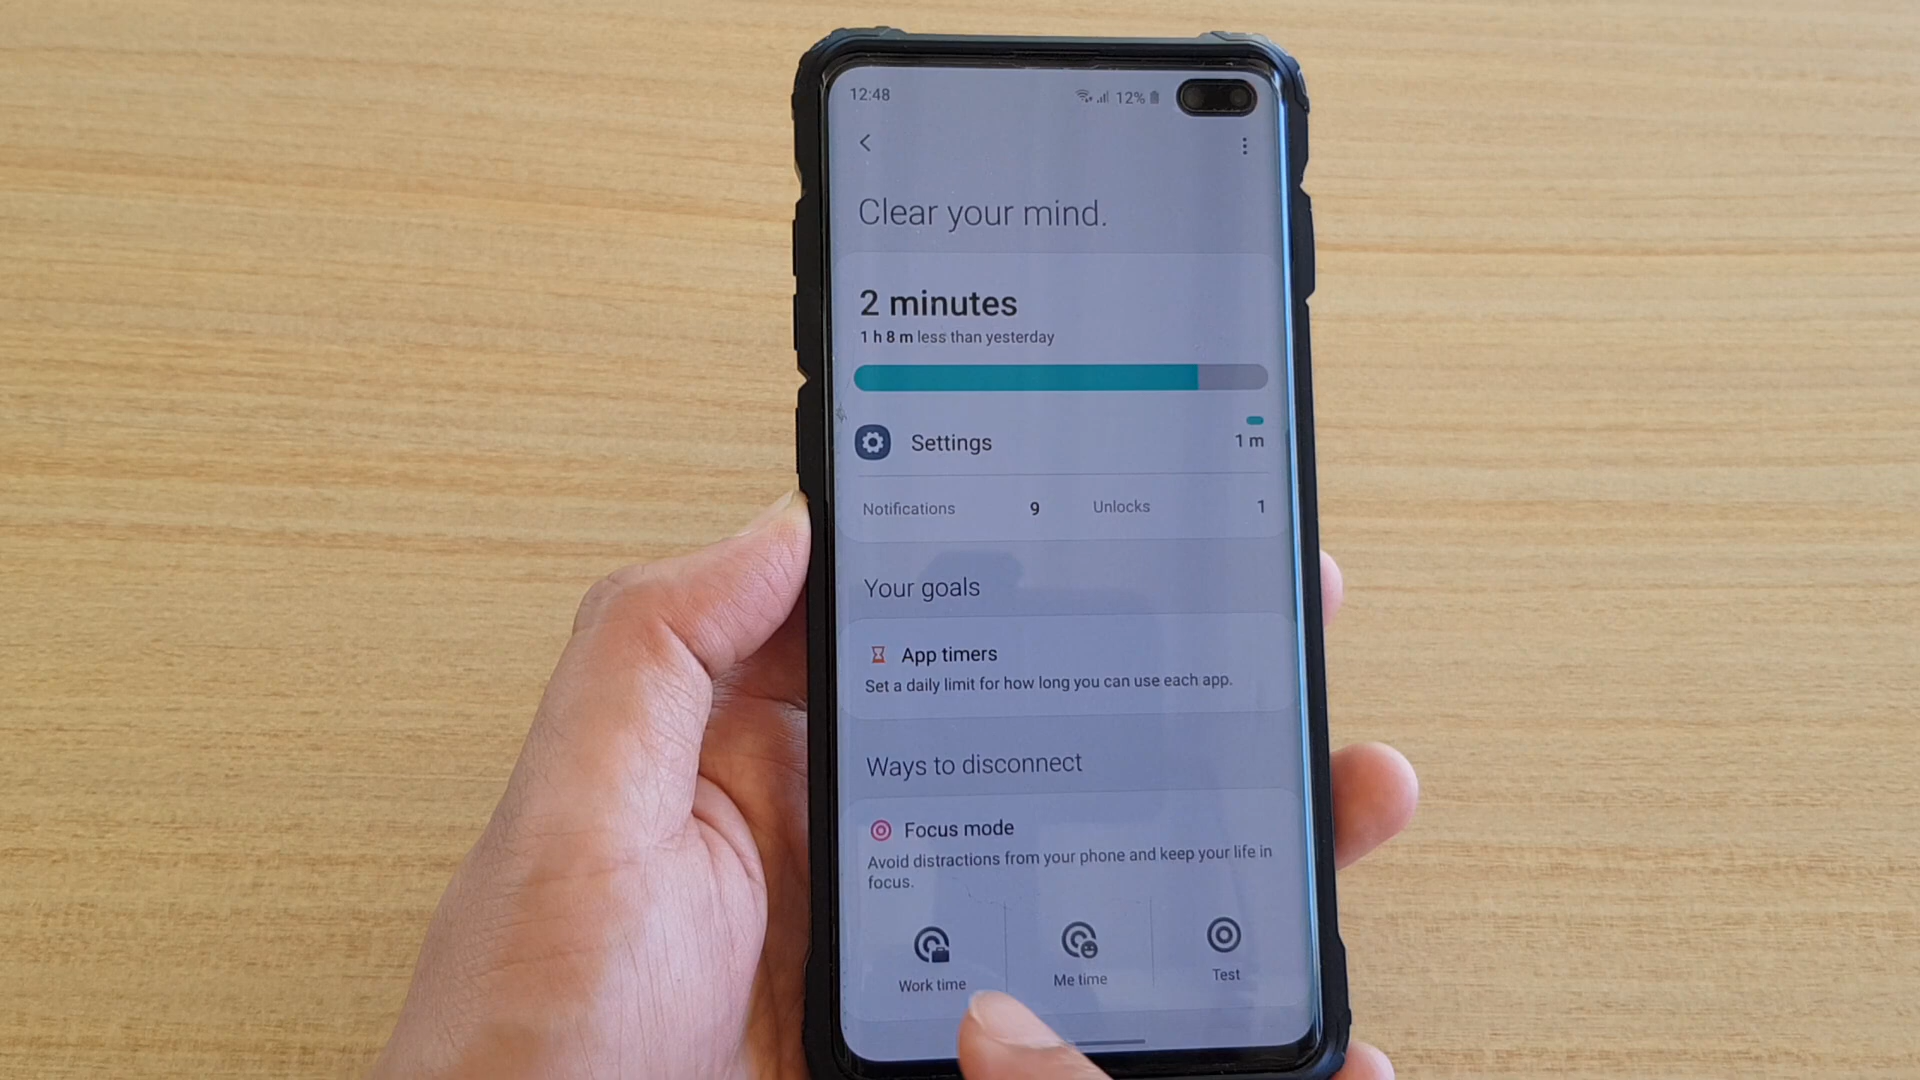 12:48 12%
Clear your mind.
2 minutes
1 h 8 m less than yesterday
Settings 1 m
Notifications 9 Unlocks 1
Your goals
App timers
Set a daily limit for how long you can use each app.
Ways to disconnect
Focus mode
Avoid distractions from your phone and keep your life in
focus.
Work time Me time Test